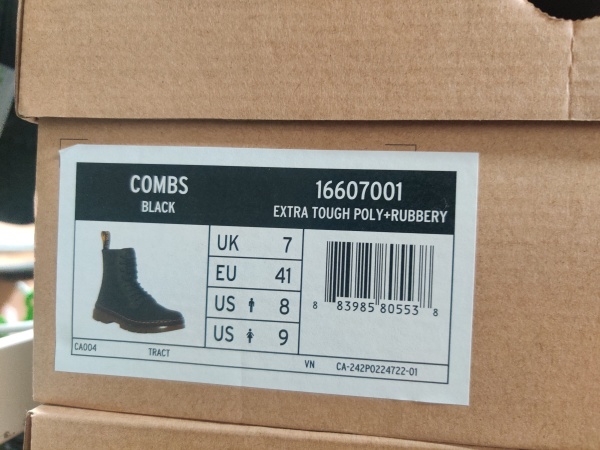 COMBS
BLACK
16607001
EXTRA TOUGH POLY+RUBBERY
UK 7
EU 41
US 8
US 9
8 83985 80553 8
CA004
TRACT
VN
CA-242P0224722-01